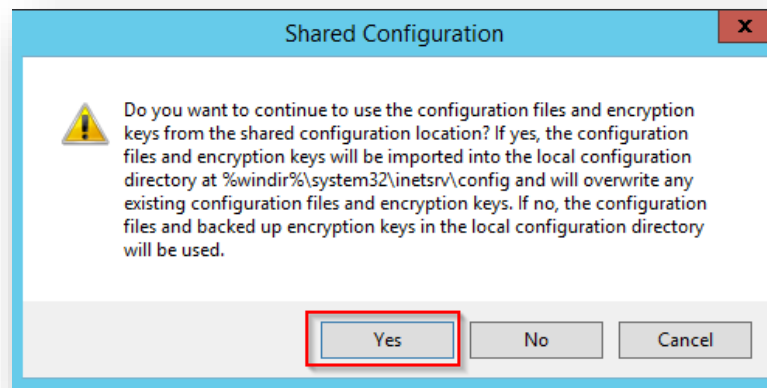 Shared Configuration
x
Do you want to continue to use the configuration files and encryption
keys from the shared configuration location? If yes, the configuration
files and encryption keys will be imported into the local configuration
directory at %windir%\system32\inetsrv\config and will overwrite any
existing configuration files and encryption keys. If no, the configuration
files and backed up encryption keys in the local configuration directory
will be used.
Yes
No
Cancel